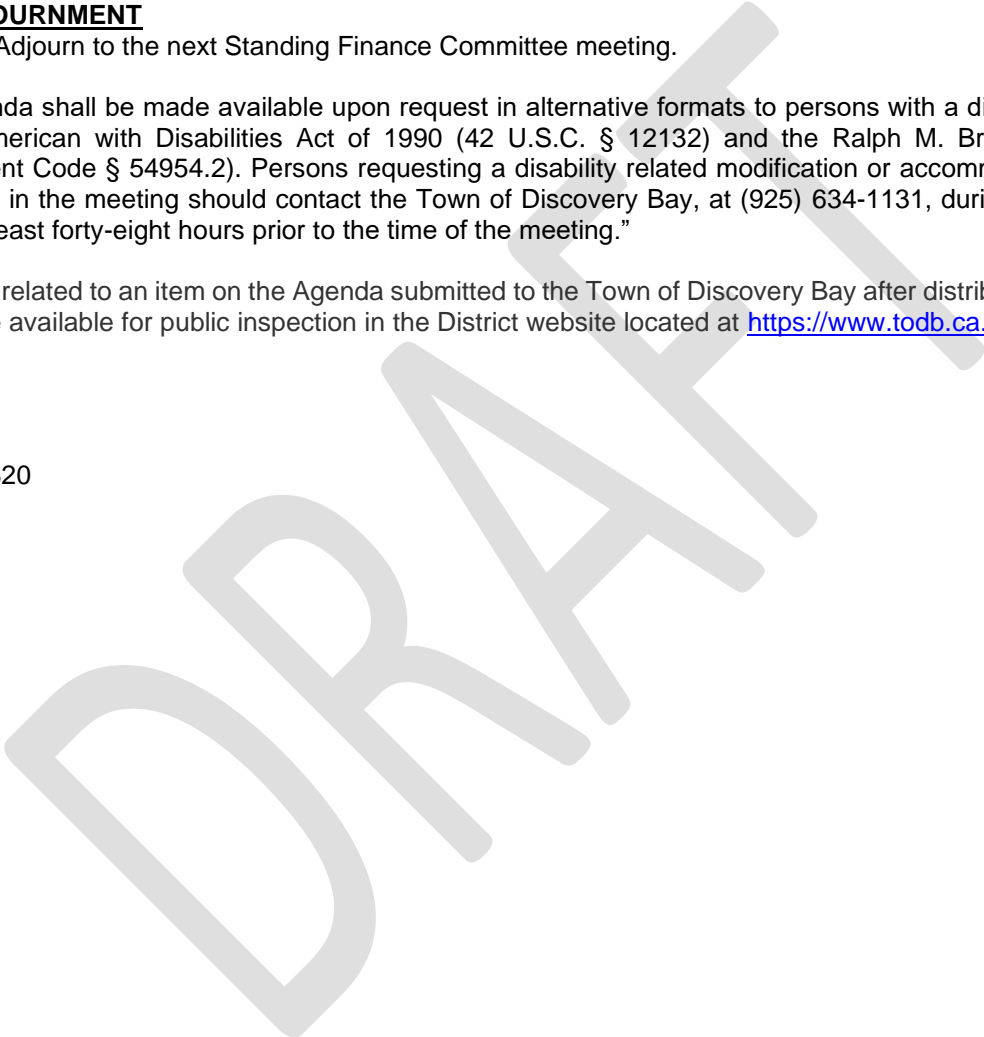 OURNMENT
Adjourn to the next Standing Finance Committee meeting.
nda shall be made available upon request in alternative formats to persons with a di
merican with Disabilities Act of 1990 (42 U.S.C. § 12132) and the Ralph M. Br
ent Code § 54954.2). Persons requesting a disability related modification or accomm
in the meeting should contact the Town of Discovery Bay, at (925) 634-1131, duri
east forty-eight hours prior to the time of the meeting.”
related to an item on the Agenda submitted to the Town of Discovery Bay after distrib
available for public inspection in the District website located at https://www.todb.ca.
20
DRAFT